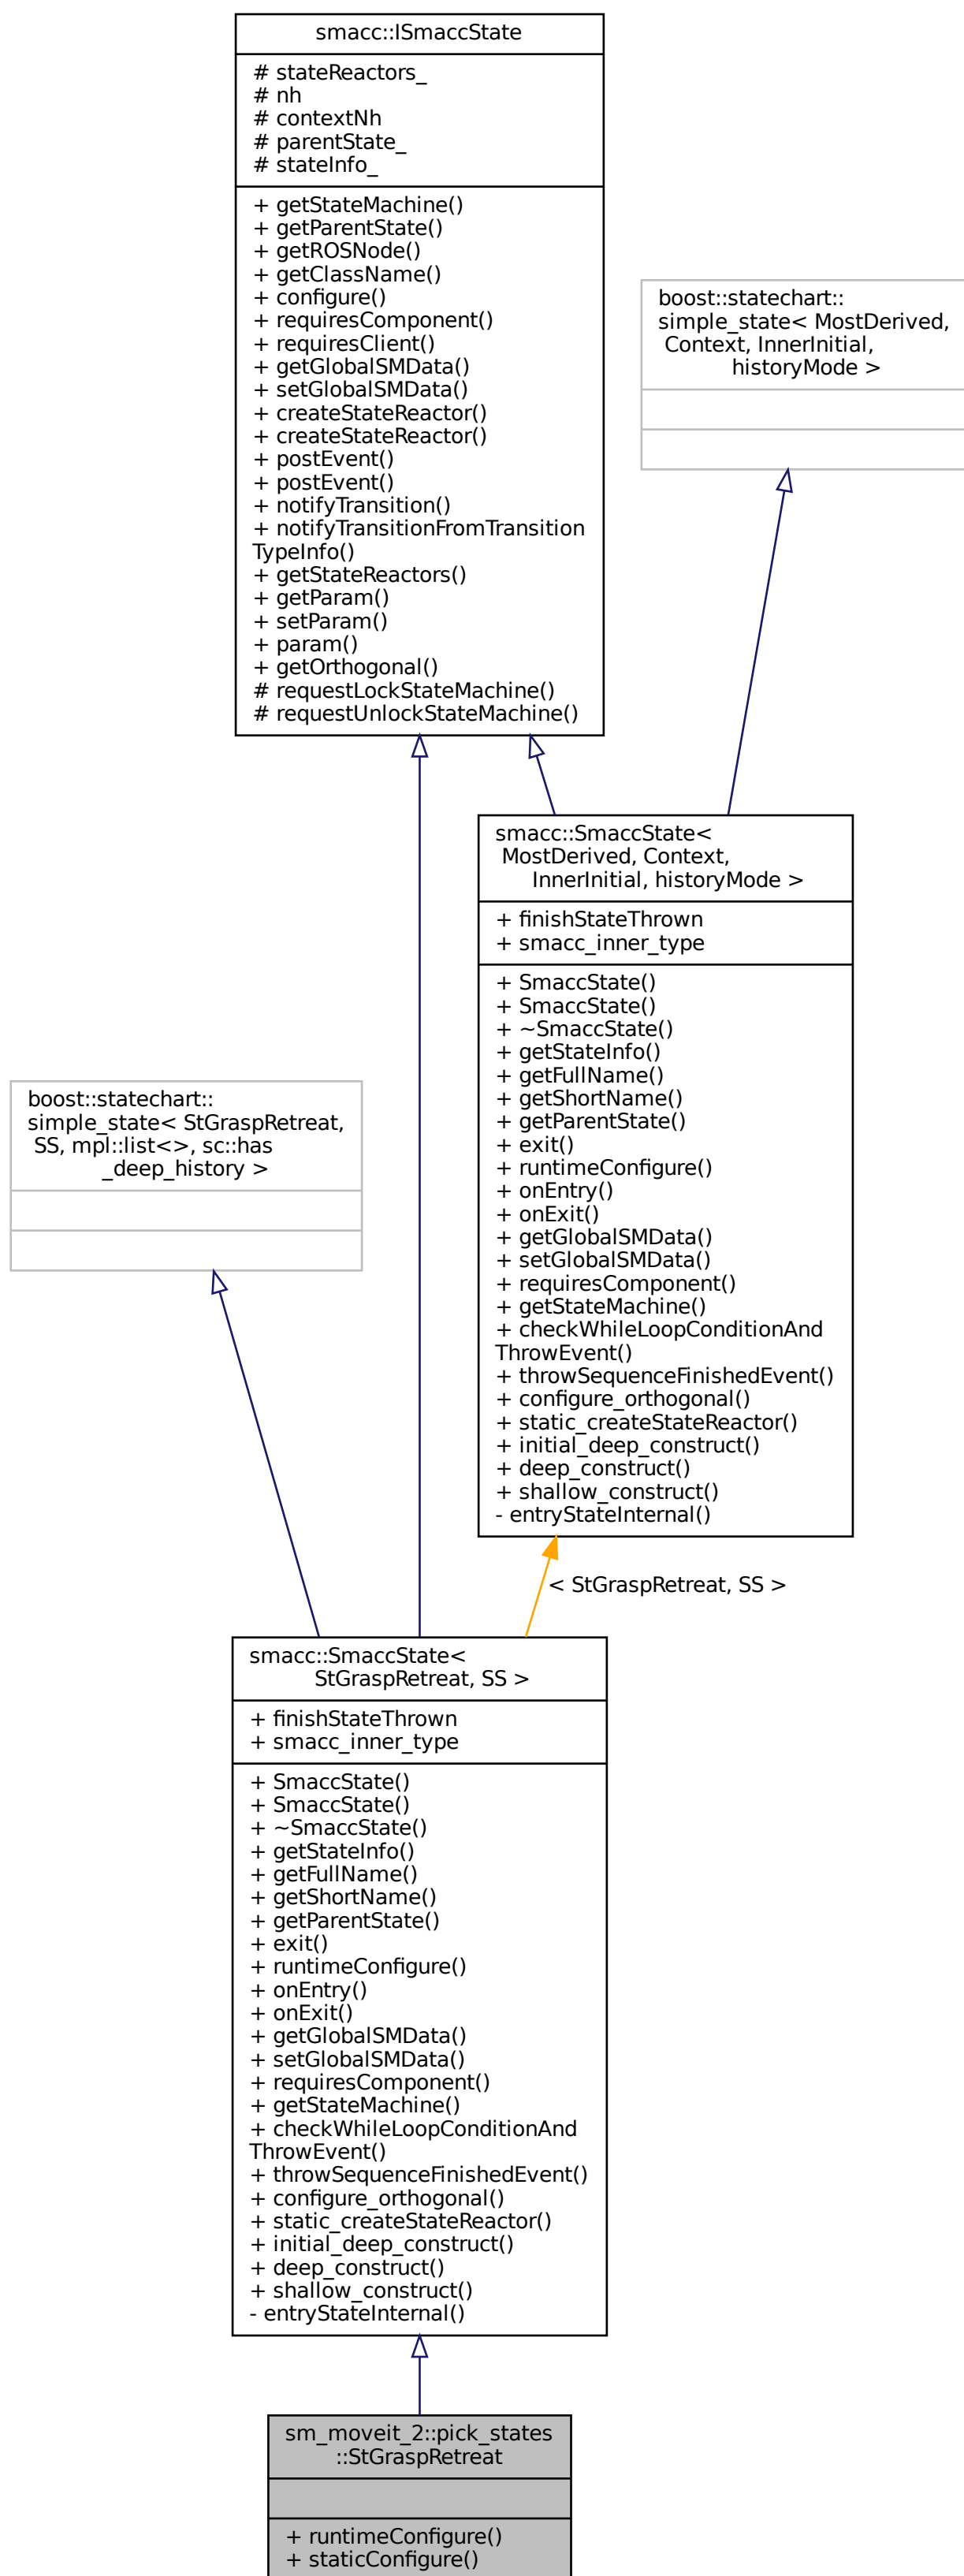 smacc::ISmaccState
# stateReactors_
# nh
# contextNh
# parentState_
# stateInfo_
+ getStateMachine()
+ getParentState()
+ getROSNode()
+ getClassName()
+ configure()
+ requiresComponent()
+ requiresClient()
+ getGlobalSMData()
+ setGlobalSMData()
+ createStateReactor()
+ createStateReactor()
+ postEvent()
+ postEvent()
+ notifyTransition()
+ notifyTransitionFromTransition
TypeInfo()
+ getStateReactors()
+ getParam()
+ setParam()
+ param()
+ getOrthogonal()
# requestLockStateMachine()
# requestUnlockStateMachine()
boost::statechart::
simple_state< MostDerived,
Context, InnerInitial,
historyMode >
smacc::SmaccState<
MostDerived, Context,
InnerInitial, historyMode >
+ finishStateThrown
+ smacc_inner_type
+ SmaccState()
+ SmaccState()
+ ~SmaccState()
+ getStateInfo()
+ getFullName()
+ getShortName()
+ getParentState()
+ exit()
+ runtimeConfigure()
+ onEntry()
+ onExit()
+ getGlobalSMData()
+ setGlobalSMData()
+ requiresComponent()
+ getStateMachine()
+ checkWhileLoopConditionAnd
ThrowEvent()
+ throwSequenceFinishedEvent()
+ configure_orthogonal()
+ static_createStateReactor()
+ initial_deep_construct()
+ deep_construct()
+ shallow_construct()
- entryStateInternal()
boost::statechart::
simple_state< StGraspRetreat,
SS, mpl::list<>, sc::has
_deep_history >
< StGraspRetreat, SS >
smacc::SmaccState<
StGraspRetreat, SS >
+ finishStateThrown
+ smacc_inner_type
+ SmaccState()
+ SmaccState()
+ ~SmaccState()
+ getStateInfo()
+ getFullName()
+ getShortName()
+ getParentState()
+ exit()
+ runtimeConfigure()
+ onEntry()
+ onExit()
+ getGlobalSMData()
+ setGlobalSMData()
+ requiresComponent()
+ getStateMachine()
+ checkWhileLoopConditionAnd
ThrowEvent()
+ throwSequenceFinishedEvent()
+ configure_orthogonal()
+ static_createStateReactor()
+ initial_deep_construct()
+ deep_construct()
+ shallow_construct()
- entryStateInternal()
sm_moveit_2::pick_states
::StGraspRetreat
+ runtimeConfigure()
+ staticConfigure()